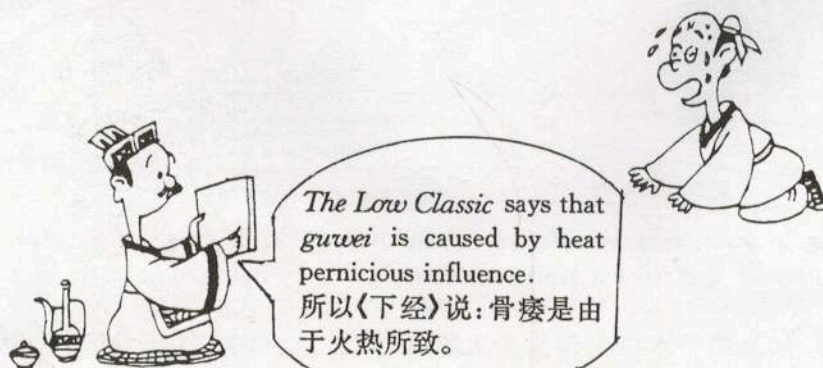 The Low Classic says that
guwei is caused by heat
pernicious influence.
所以《下经》说：骨痿是由
于火热所致。